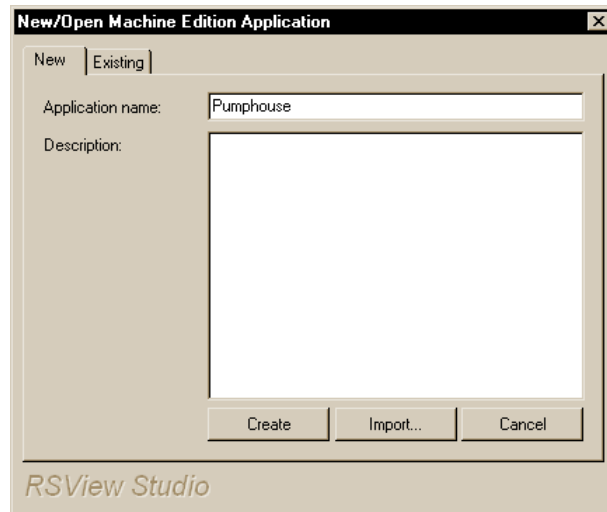 New/Open Machine Edition Application
New Existing
Application name: Pumphouse
Description:
Create Import... Cancel
RSView Studio